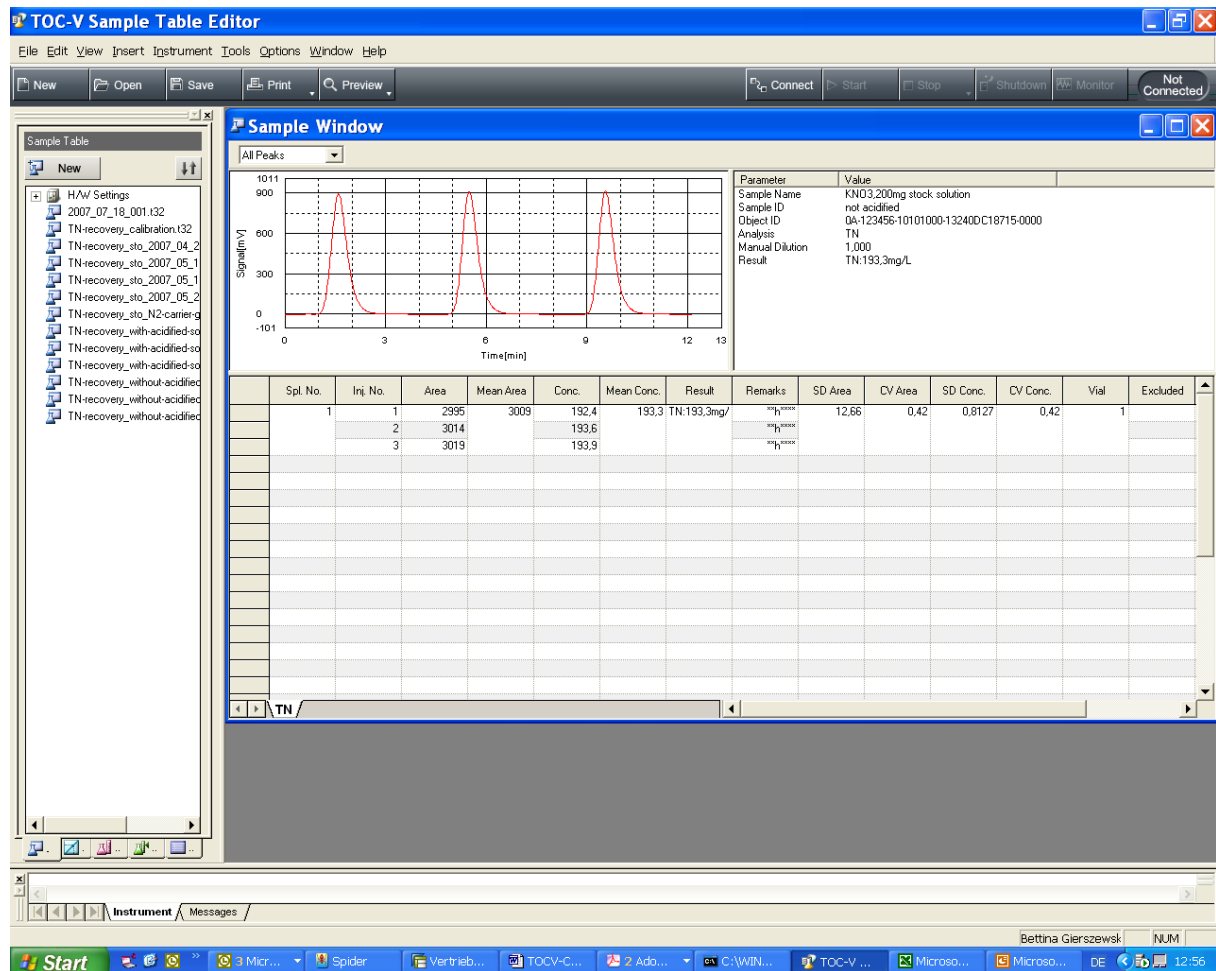 TOC-V Sample Table Editor
File Edit View Insert Instrument Tools Options Window Help
New Open Save Print Preview Connect Start Stop Shutdown Monitor Not Connected
Sample Table
New
H/W Settings
2007_07_18_001.t32
TN-recovery_calibration.t32
TN-recovery_sto_2007_04_2
TN-recovery_sto_2007_05_1
TN-recovery_sto_2007_05_1
TN-recovery_sto_2007_05_2
TN-recovery_sto_N2-carrier-g
TN-recovery_with-acidified-so
TN-recovery_with-acidified-so
TN-recovery_with-acidified-so
TN-recovery_without-acidified
TN-recovery_without-acidified
TN-recovery_without-acidified
Sample Window
All Peaks
1011
900
600
300
0
-101
Signal[mV]
0 3 6 9 12 13
Time[min]
Parameter Value
Sample Name KNO3,200mg stock solution
Sample ID not acidified
Object ID 0A-123456-10101000-13240DC18715-0000
Analysis TN
Manual Dilution 1,000
Result TN:193,3mg/L
Spl. No. Inj. No. Area Mean Area Conc. Mean Conc. Result Remarks SD Area CV Area SD Conc. CV Conc. Vial Excluded
1 1 2995 3009 192,4 193,3 TN:193,3mg/ **h**** 12,66 0,42 0,8127 0,42 1
2 3014 193,6 **h****
3 3019 193,9 **h****
TN
Instrument Messages
Bettina Gierszewsk NUM
Start 3 Micr... Spider Vertrieb... TOCV-C... 2 Ado... C:\WIN... TOC-V ... Microso... Microso... DE 12:56